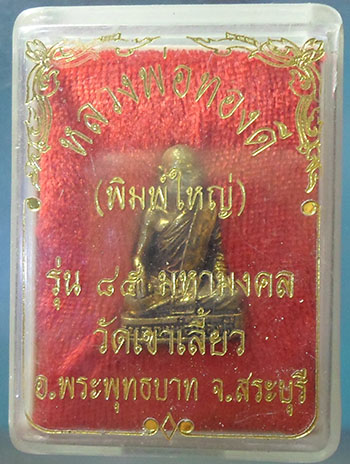 หลวงพ่อทองดี
(พิมพ์ใหญ่)
รุ่น ๘๕ มหามงคล
วัดเขาเลี้ยว
อ.พระพุทธบาท จ.สระบุรี